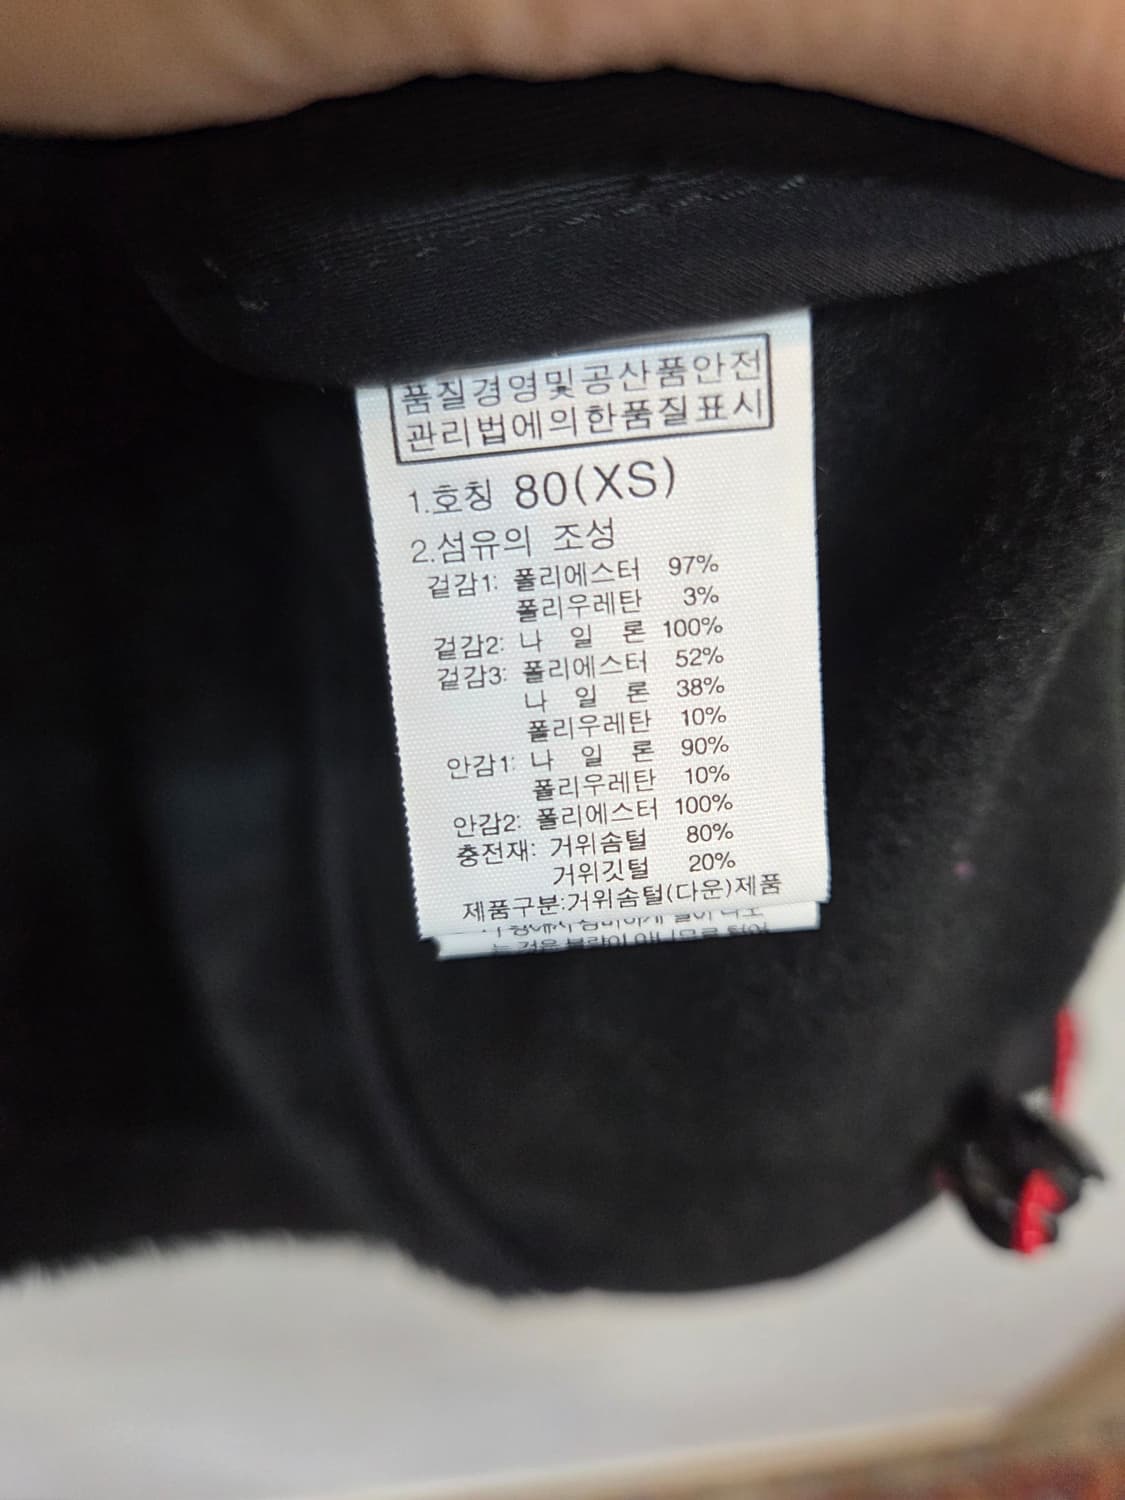 품질경영및공산품안전
관리법에의한품질표시
1.호칭 80(XS)
2.섬유의 조성
겉감1: 폴리에스터 97%
폴리우레탄 3%
겉감2: 나 일 론 100%
겉감3: 폴리에스터 52%
나 일 론 38%
폴리우레탄 10%
안감1: 나 일 론 90%
폴리우레탄 10%
안감2: 폴리에스터 100%
충전재: 거위솜털 80%
거위깃털 20%
제품구분:거위솜털(다운)제품